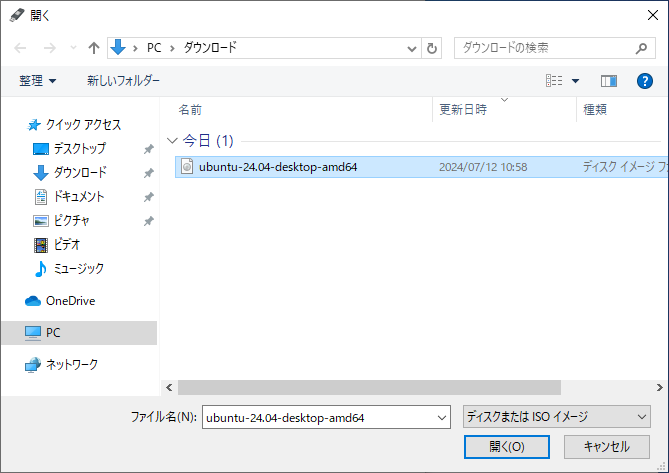 開く
PC
ダウンロード
ダウンロードの検索
整理
新しいフォルダー
名前
更新日時
種類
クイック アクセス
デスクトップ
ダウンロード
ドキュメント
ピクチャ
ビデオ
ミュージック
OneDrive
PC
ネットワーク
今日 (1)
ubuntu-24.04-desktop-amd64
2024/07/12 10:58
ディスク イメージ フ
ファイル名(N):
ubuntu-24.04-desktop-amd64
ディスクまたは ISO イメージ
開く(O)
キャンセル